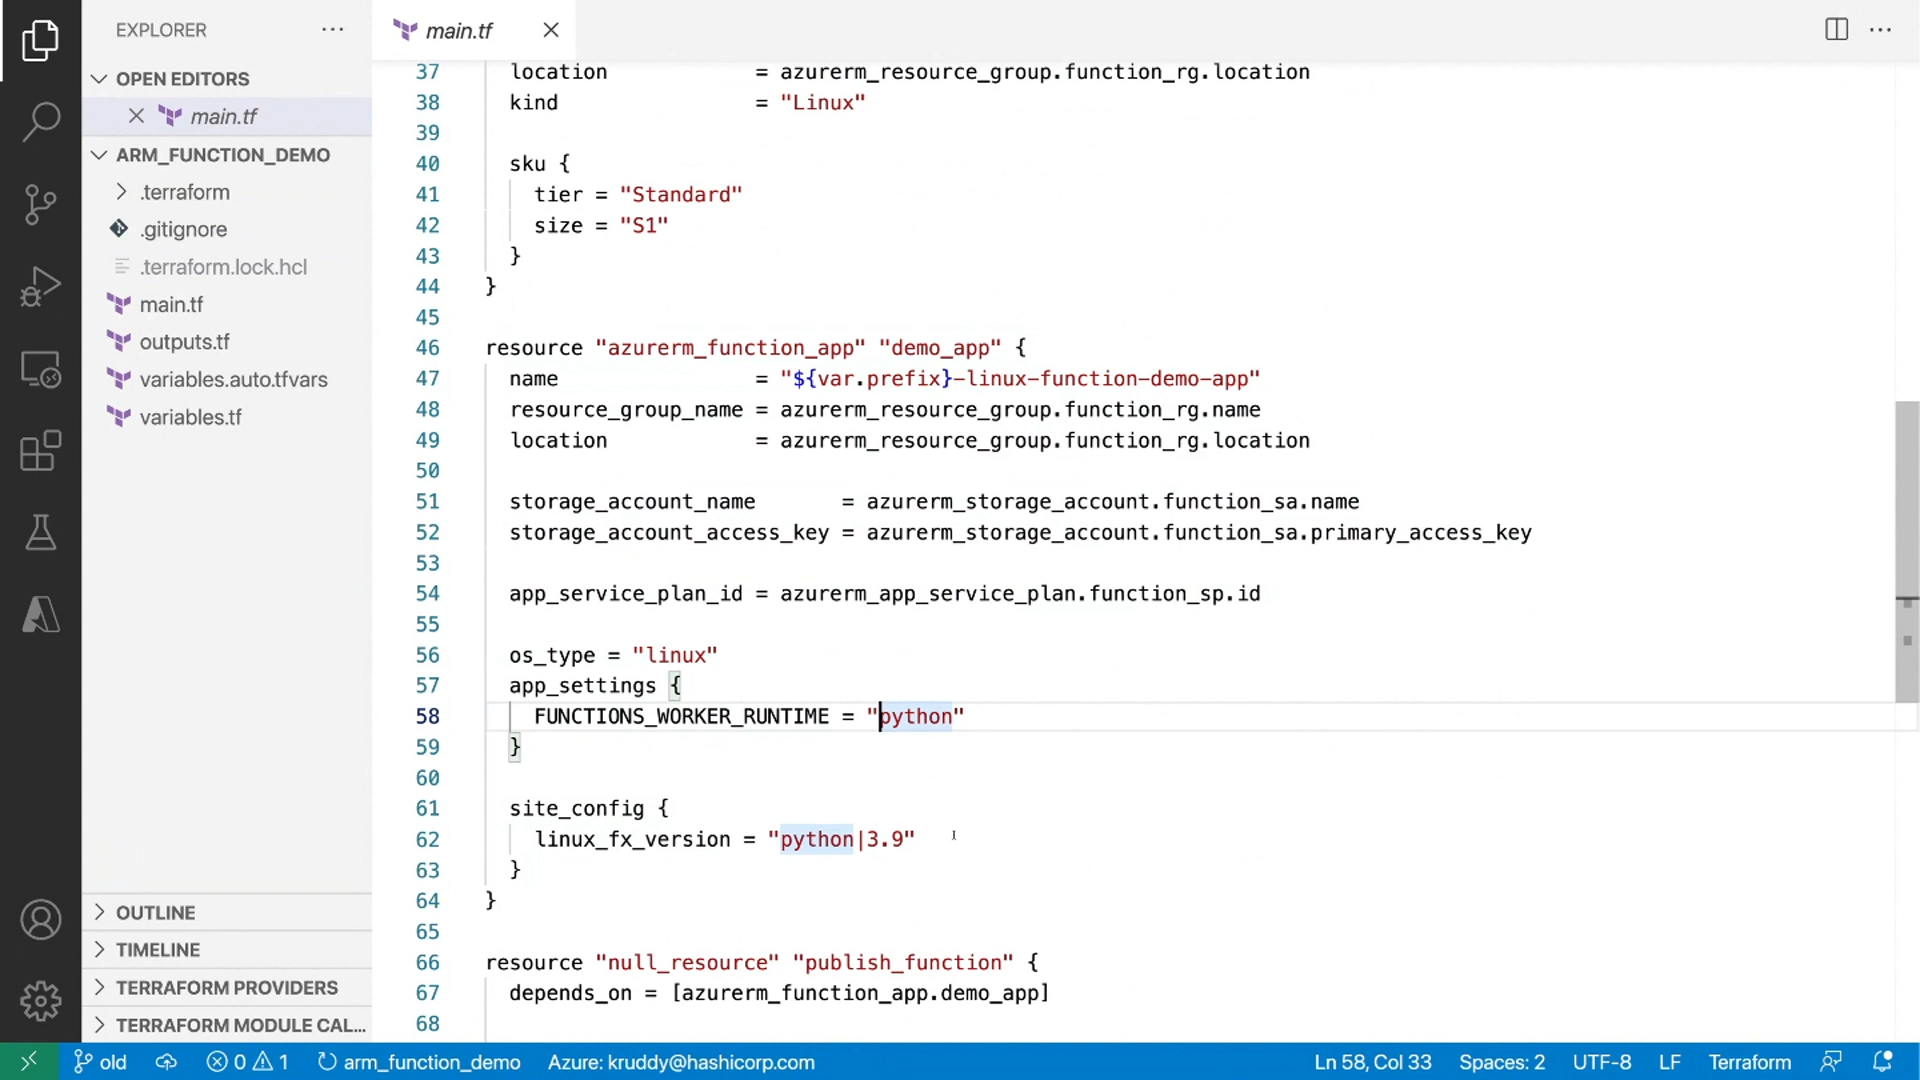 EXPLORER
main.tf
OPEN EDITORS
main.tf
ARM_FUNCTION_DEMO
.terraform
.gitignore
.terraform.lock.hcl
main.tf
outputs.tf
variables.auto.tfvars
variables.tf
OUTLINE
TIMELINE
TERRAFORM PROVIDERS
TERRAFORM MODULE CAL...
37 location = azurerm_resource_group.function_rg.location
38 kind = "Linux"
39
40 sku {
41 tier = "Standard"
42 size = "S1"
43 }
44 }
45
46 resource "azurerm_function_app" "demo_app" {
47 name = "${var.prefix}-linux-function-demo-app"
48 resource_group_name = azurerm_resource_group.function_rg.name
49 location = azurerm_resource_group.function_rg.location
50
51 storage_account_name = azurerm_storage_account.function_sa.name
52 storage_account_access_key = azurerm_storage_account.function_sa.primary_access_key
53
54 app_service_plan_id = azurerm_app_service_plan.function_sp.id
55
56 os_type = "linux"
57 app_settings {
58 FUNCTIONS_WORKER_RUNTIME = "python"
59 }
60
61 site_config {
62 linux_fx_version = "python|3.9"
63 }
64 }
65
66 resource "null_resource" "publish_function" {
67 depends_on = [azurerm_function_app.demo_app]
68
old 0 1 arm_function_demo Azure: kruddy@hashicorp.com Ln 58, Col 33 Spaces: 2 UTF-8 LF Terraform